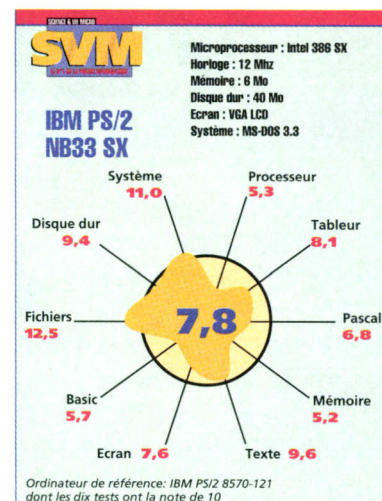 SCIENCE & VIE MICRO
SVM
Microprocesseur : Intel 386 SX
Horloge : 12 Mhz
Mémoire : 6 Mo
Disque dur : 40 Mo
Ecran : VGA LCD
Système : MS-DOS 3.3
IBM PS/2
NB33 SX
Système
11,0
Processeur
5,3
Disque dur
9,4
Tableur
8,1
Fichiers
12,5
7,8
Pascal
6,8
Basic
5,7
Mémoire
5,2
Ecran 7,6
Texte 9,6
Ordinateur de référence: IBM PS/2 8570-121
dont les dix tests ont la note de 10